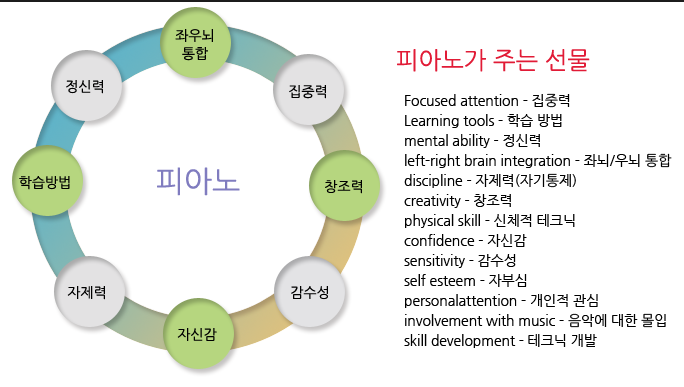 좌우뇌
통합
정신력
집중력
학습방법
피아노
창조력
자제력
감수성
자신감
피아노가 주는 선물
Focused attention - 집중력
Learning tools - 학습 방법
mental ability - 정신력
left-right brain integration - 좌뇌/우뇌 통합
discipline - 자제력(자기통제)
creativity - 창조력
physical skill - 신체적 테크닉
confidence - 자신감
sensitivity - 감수성
self esteem - 자부심
personalattention - 개인적 관심
involvement with music - 음악에 대한 몰입
skill development - 테크닉 개발